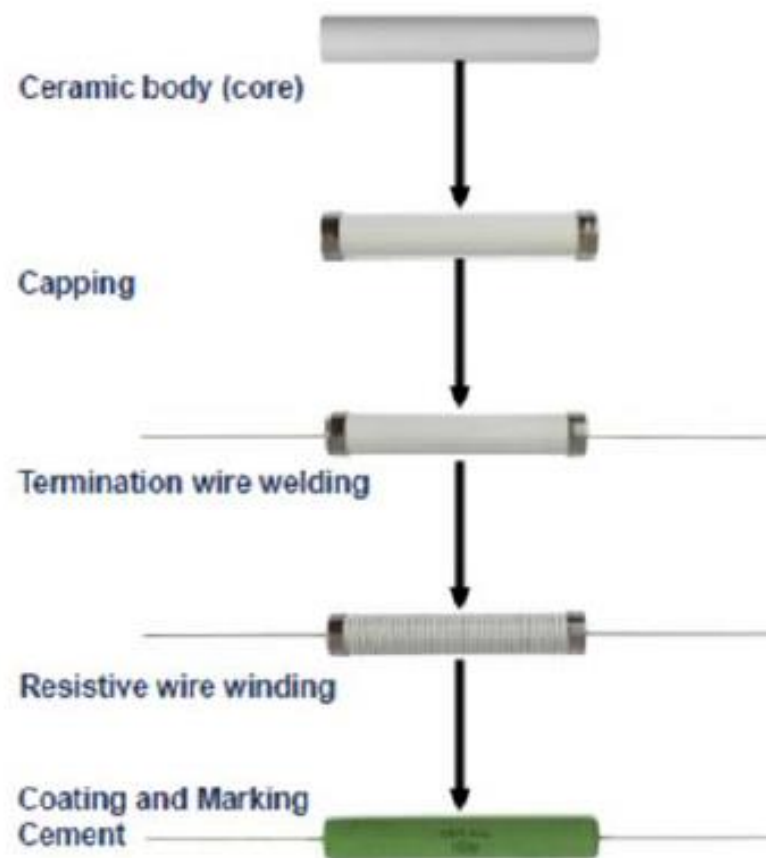 Ceramic body (core)
Capping
Termination wire welding
Resistive wire winding
Coating and Marking
Cement